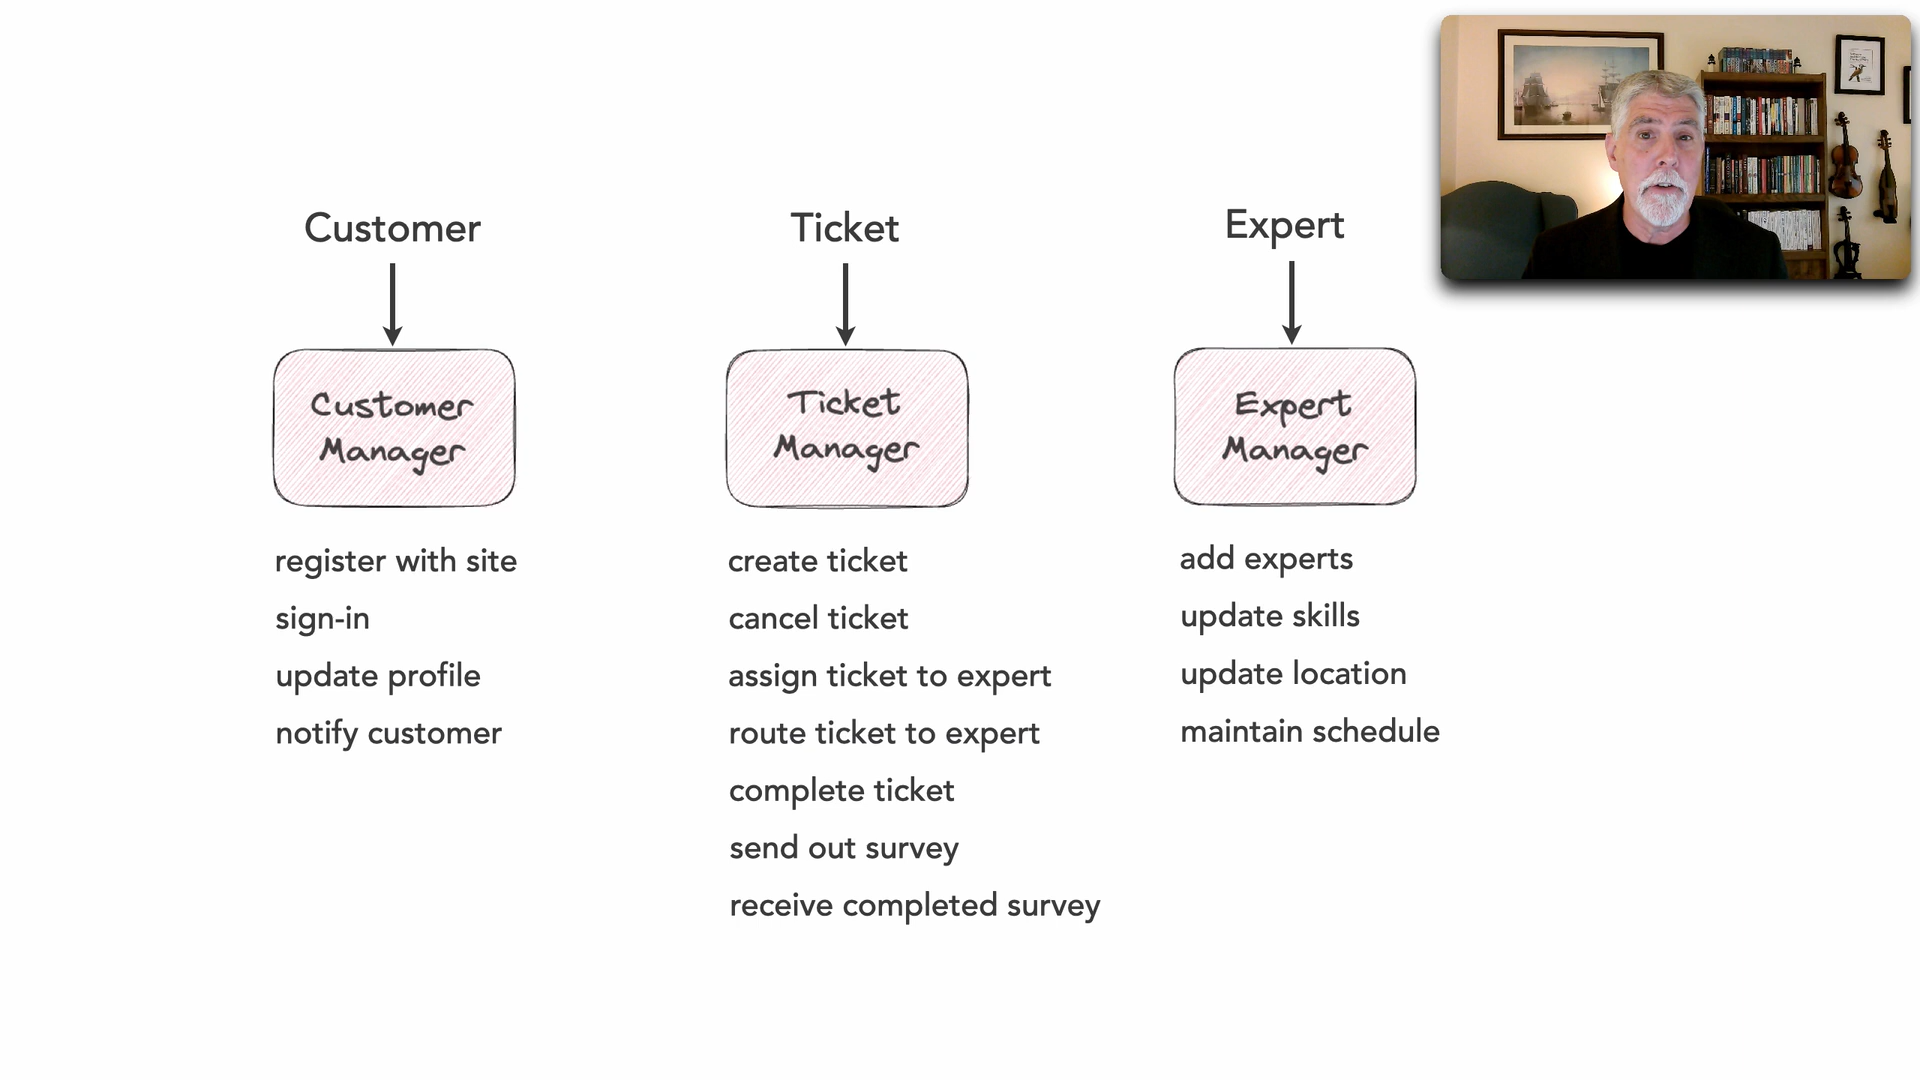 Customer
Ticket
Expert
Customer
Manager
Ticket
Manager
Expert
Manager
register with site
sign-in
update profile
notify customer
create ticket
cancel ticket
assign ticket to expert
route ticket to expert
complete ticket
send out survey
receive completed survey
add experts
update skills
update location
maintain schedule